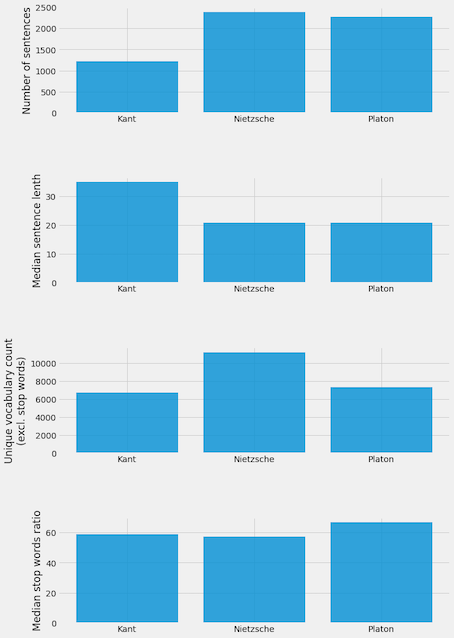 Number of sentences
2500
2000
1500
1000
500
0
Kant Nietzsche Platon
Median sentence lenth
30
20
10
0
Kant Nietzsche Platon
Unique vocabulary count
(excl. stop words)
10000
8000
6000
4000
2000
0
Kant Nietzsche Platon
Median stop words ratio
60
40
20
0
Kant Nietzsche Platon